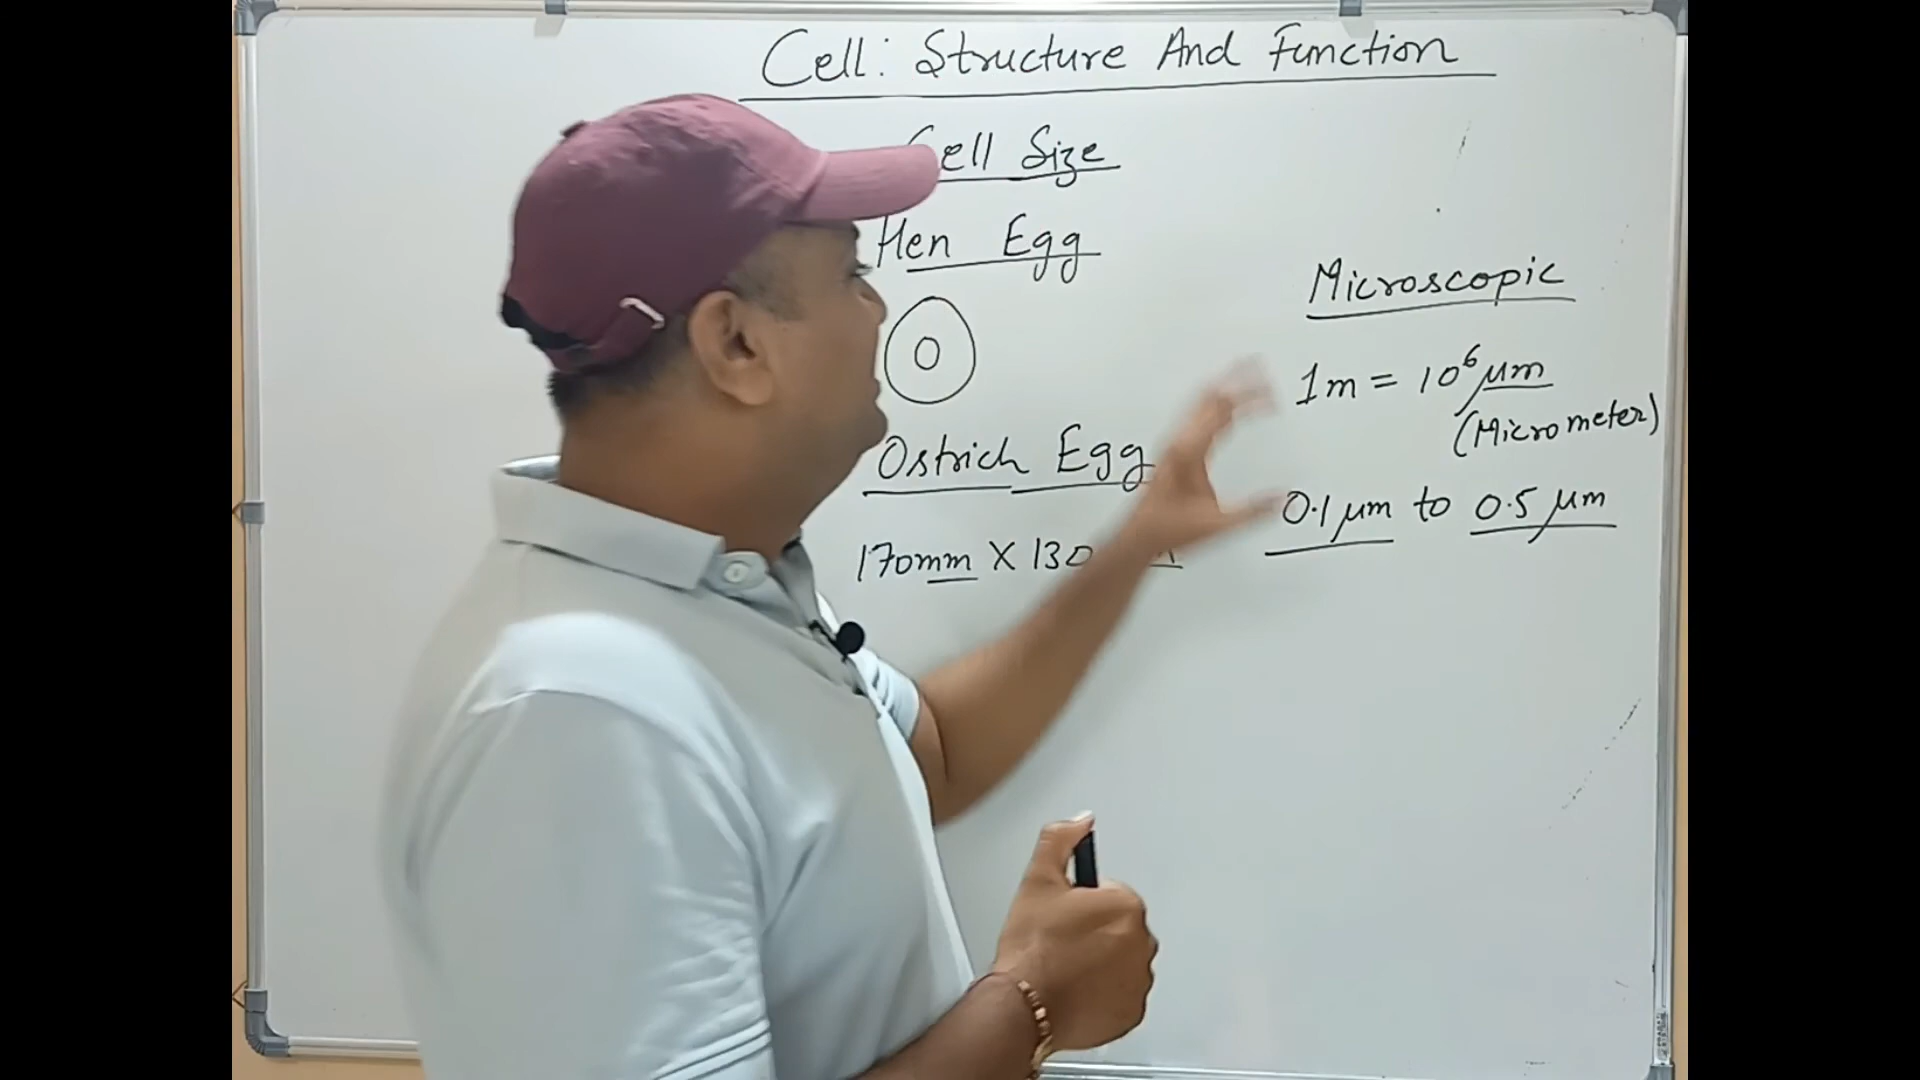 Cell: Structure And Function
Cell Size
Hen Egg
Ostrich Egg
170mm X 130
Microscopic
1m = 10⁶ μm
(Micrometer)
0.1 μm to 0.5 μm